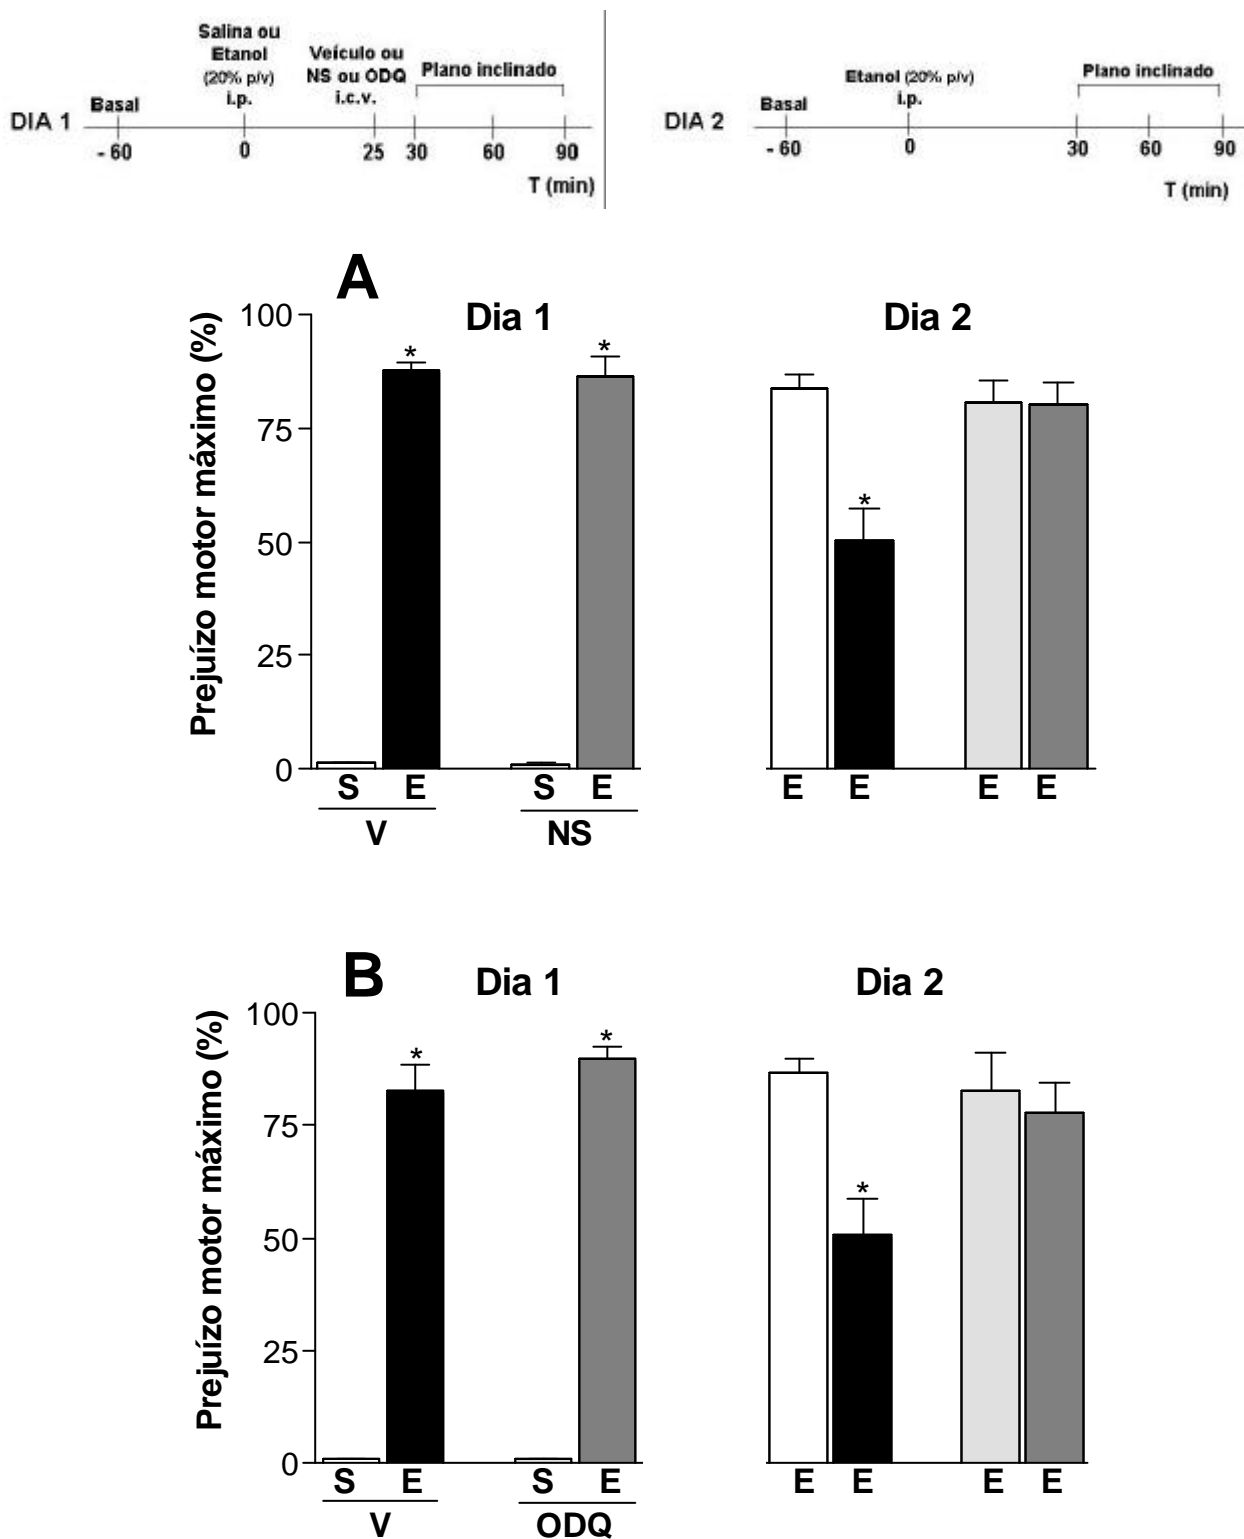 Salina ou
Etanol
(20% p/v)
i.p.
Veículo ou
NS ou ODQ
i.c.v.
Plano inclinado
Basal
DIA 1
- 60
0
25
30
60
90
T (min)
Plano inclinado
Etanol (20% p/v)
i.p.
Basal
DIA 2
- 60
0
30
60
90
T (min)
A
Dia 1
Dia 2
Prejuízo motor máximo (%)
100
75
50
25
0
*
*
*
S E S E E E E E
V NS
B
Dia 1
Dia 2
Prejuízo motor máximo (%)
100
75
50
25
0
*
*
*
S E S E E E E E
V ODQ